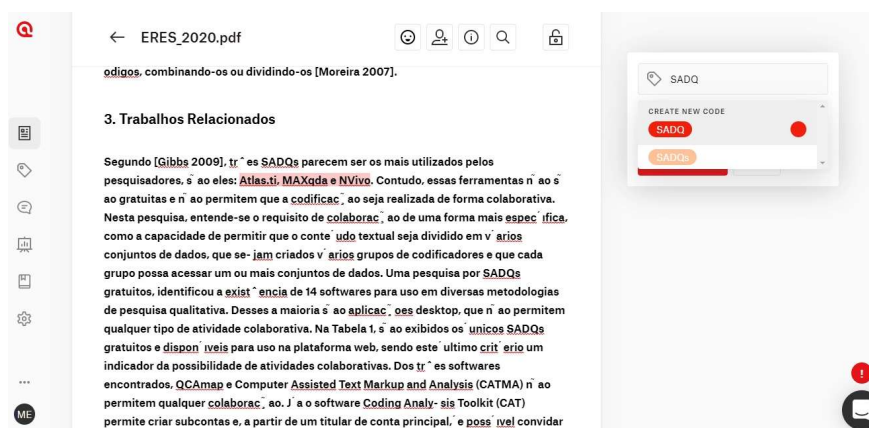 ERES_2020.pdf
odigos, combinando-os ou dividindo-os [Moreira 2007].
3. Trabalhos Relacionados
Segundo [Gibbs 2009], trˆes SADQs parecem ser os mais utilizados pelos
pesquisadores, s˜ao eles: Atlas.ti, MAXqda e NVivo. Contudo, essas ferramentas n˜ao s˜
ao gratuitas e n˜ao permitem que a codificac¸˜ao seja realizada de forma colaborativa.
Nesta pesquisa, entende-se o requisito de colaborac¸˜ao de uma forma mais espec´ıfica,
como a capacidade de permitir que o conte´udo textual seja dividido em v´arios
conjuntos de dados, que se- jam criados v´arios grupos de codificadores e que cada
grupo possa acessar um ou mais conjuntos de dados. Uma pesquisa por SADQs
gratuitos, identificou a existˆencia de 14 softwares para uso em diversas metodologias
de pesquisa qualitativa. Desses a maioria s˜ao aplicac¸˜oes desktop, que n˜ao permitem
qualquer tipo de atividade colaborativa. Na Tabela 1, s˜ao exibidos os ´unicos SADQs
gratuitos e dispon´ıveis para uso na plataforma web, sendo este ´ultimo crit´erio um
indicador da possibilidade de atividades colaborativas. Dos trˆes softwares
encontrados, QCAmap e Computer Assisted Text Markup and Analysis (CATMA) n˜ao
permitem qualquer colaborac¸˜ao. J´a o software Coding Analy- sis Toolkit (CAT)
permite criar subcontas e, a partir de um titular de conta principal, ´e poss´ıvel convidar
SADQ
CREATE NEW CODE
SADQ
SADQs
ME